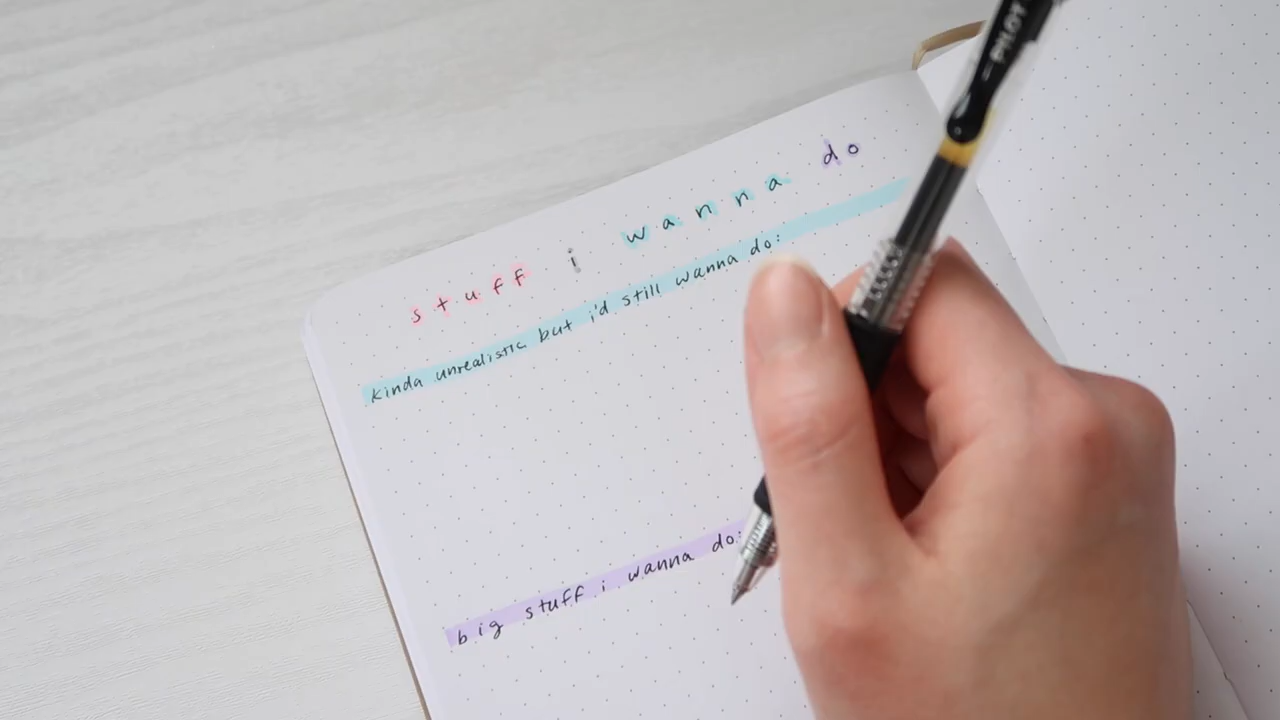 stuff i wanna do
kinda unrealistic but i'd still wanna do:
big stuff i wanna do:
PILOT